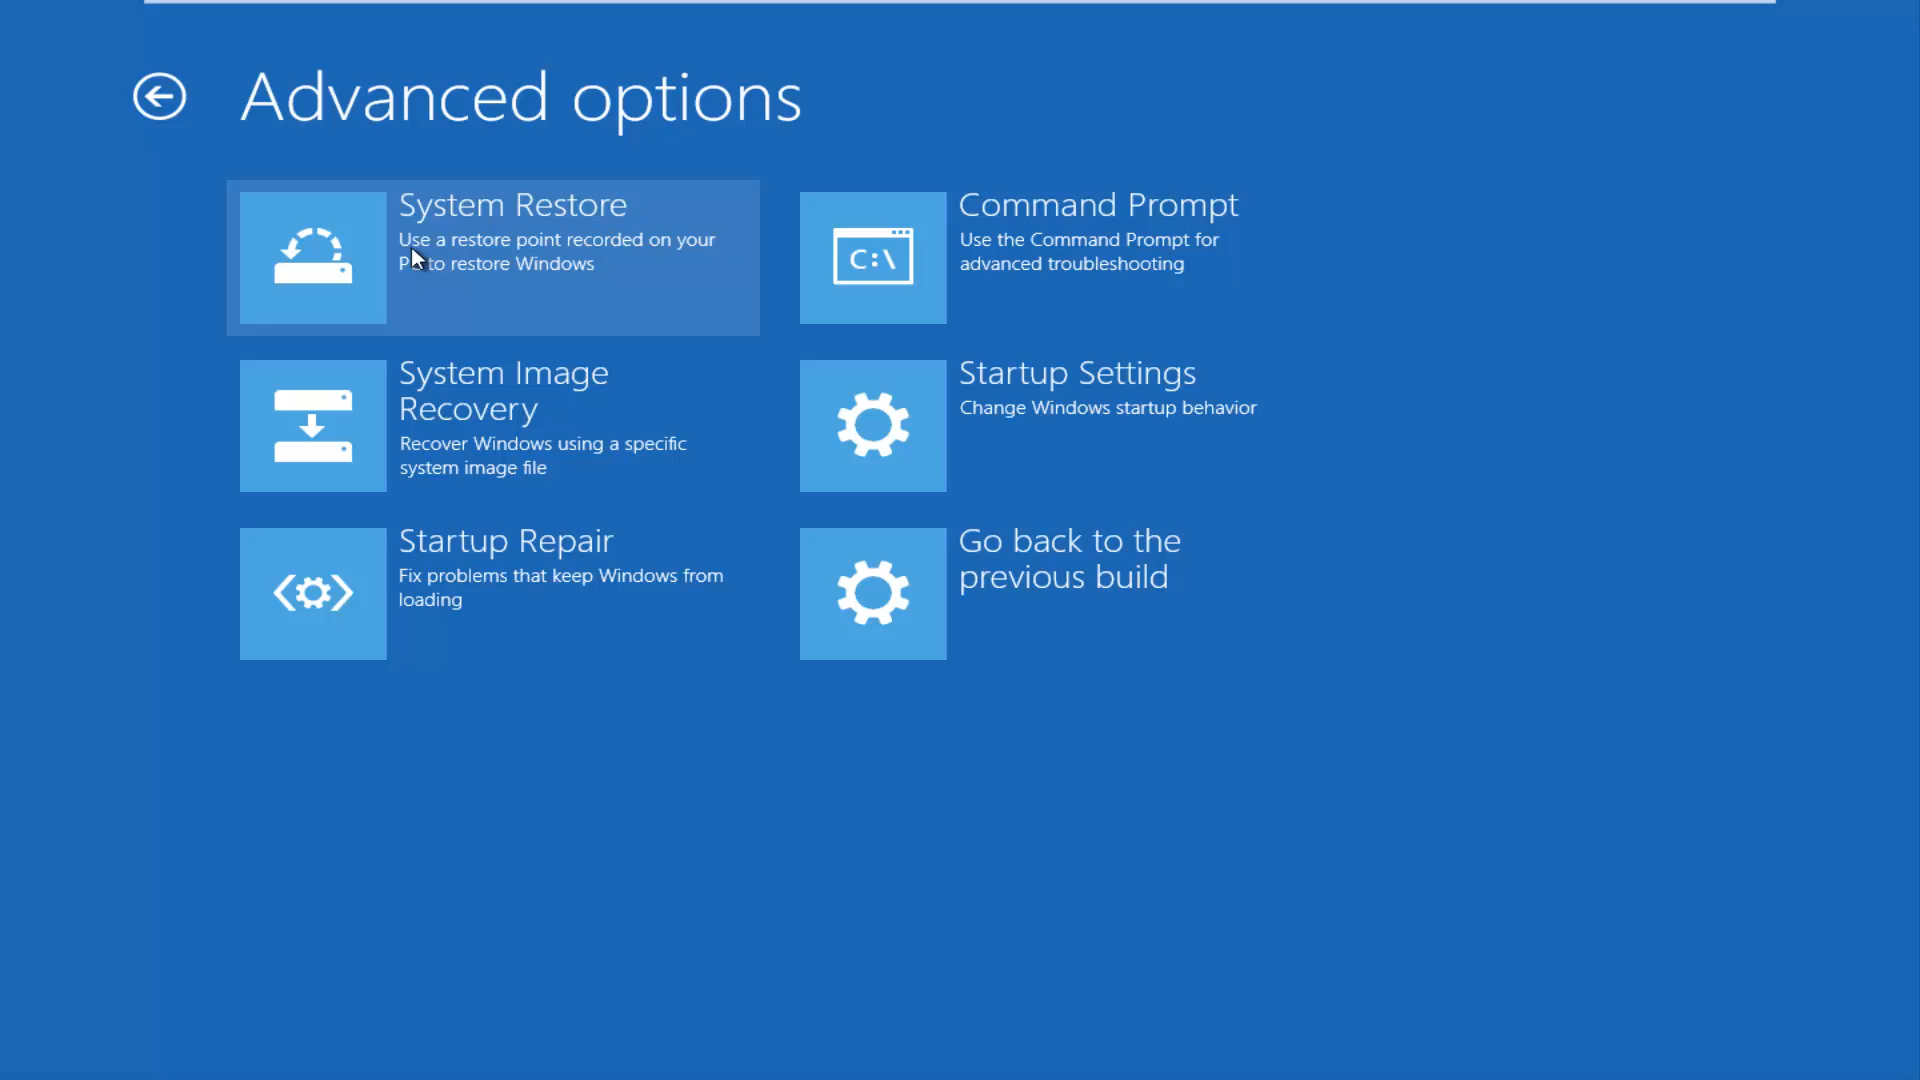 Advanced options
System Restore
Use a restore point recorded on your
to restore Windows
Command Prompt
Use the Command Prompt for
advanced troubleshooting
C:\
System Image
Recovery
Recover Windows using a specific
system image file
Startup Settings
Change Windows startup behavior
Startup Repair
Fix problems that keep Windows from
loading
Go back to the
previous build